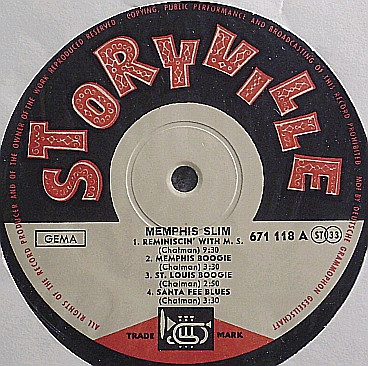 ALL RIGHTS OF THE RECORD PRODUCER AND OF THE OWNER OF THE WORK REPRODUCED RESERVED. COPYING, PUBLIC PERFORMANCE AND BROADCASTING OF THIS RECORD PROHIBITED. MGF BY DEUTSCHE GRAMMOPHON GESELLSCHAFT
STORYVILLE
MEMPHIS SLIM
GEMA
671 118 A
ST 33
1. REMINISCIN' WITH M. S.
(Chatman) 9:30
2. MEMPHIS BOOGIE
(Chatman) 3:30
3. ST. LOUIS BOOGIE
(Chatman) 2:50
4. SANTA FEE BLUES
(Chatman) 3:30
TRADE MARK